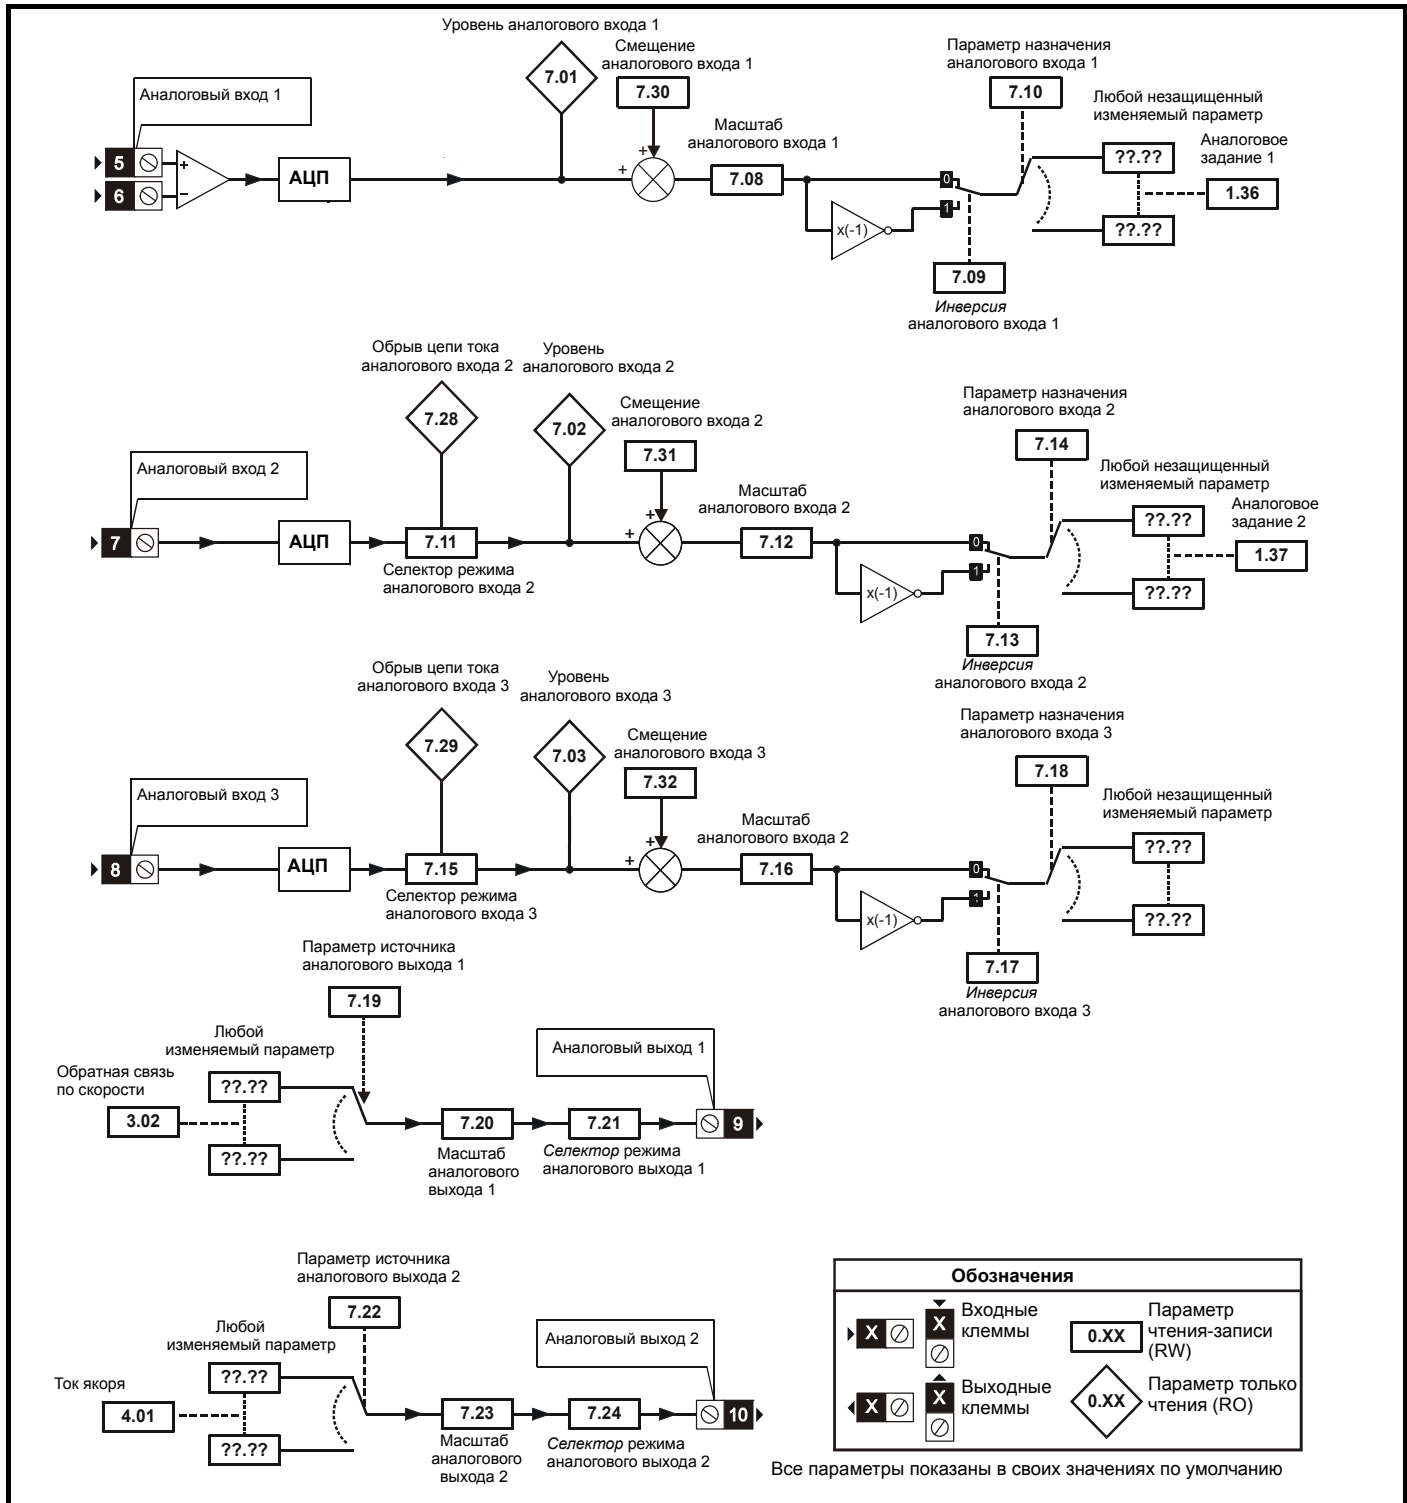 Уровень аналогового входа 1
7.01
Смещение
аналогового входа 1
7.30
Параметр назначения
аналогового входа 1
7.10
Любой незащищенный
изменяемый параметр
Аналоговый вход 1
Масштаб
аналогового входа 1
Аналоговое
задание 1
5
6
+
−
АЦП
+
+
7.08
0
1
x(-1)
??.??
??.??
1.36
7.09
Инверсия
аналогового входа 1
Обрыв цепи тока
аналогового входа 2
Уровень
аналогового входа 2
7.28
7.02
Смещение
аналогового входа 2
7.31
Параметр назначения
аналогового входа 2
7.14
Любой незащищенный
изменяемый параметр
Аналоговый вход 2
Масштаб
аналогового входа 2
Аналоговое
задание 2
7
АЦП
7.11
+
+
7.12
0
1
x(-1)
??.??
??.??
1.37
Селектор режима
аналогового входа 2
7.13
Инверсия
аналогового входа 2
Обрыв цепи тока
аналогового входа 3
Уровень
аналогового входа 3
7.29
7.03
Смещение
аналогового входа 3
7.32
Параметр назначения
аналогового входа 3
7.18
Любой незащищенный
изменяемый параметр
Аналоговый вход 3
Масштаб
аналогового входа 2
8
АЦП
7.15
+
+
7.16
0
1
x(-1)
??.??
??.??
Селектор режима
аналогового входа 3
7.17
Инверсия
аналогового входа 3
Параметр источника
аналогового выхода 1
7.19
Любой
изменяемый параметр
Обратная связь
по скорости
3.02
??.??
??.??
7.20
7.21
Аналоговый выход 1
9
Масштаб
аналогового
выхода 1
Селектор режима
аналогового выхода 1
Параметр источника
аналогового выхода 2
7.22
Любой
изменяемый параметр
Ток якоря
4.01
??.??
??.??
7.23
7.24
Аналоговый выход 2
10
Масштаб
аналогового
выхода 2
Селектор режима
аналогового выхода 2
Обозначения
X
X
Входные
клеммы
0.XX
Параметр
чтения-записи
(RW)
X
X
Выходные
клеммы
0.XX
Параметр только
чтения (RO)
Все параметры показаны в своих значениях по умолчанию